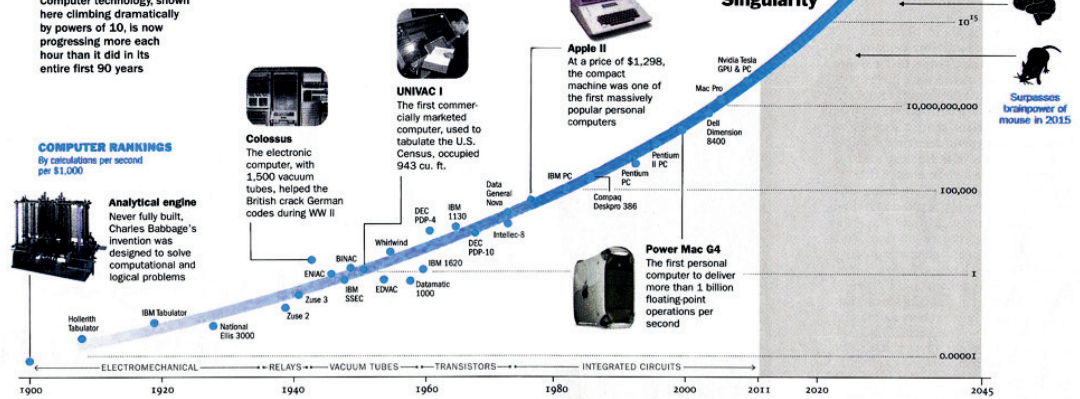 Computer technology, shown
here climbing dramatically
by powers of 10, is now
progressing more each
hour than it did in its
entire first 90 years
COMPUTER RANKINGS
By calculations per second
per $1,000
Analytical engine
Never fully built,
Charles Babbage's
invention was
designed to solve
computational and
logical problems
Colossus
The electronic
computer, with
1,500 vacuum
tubes, helped the
British crack German
codes during WW II
UNIVAC I
The first commer-
cially marketed
computer, used to
tabulate the U.S.
Census, occupied
943 cu. ft.
Apple II
At a price of $1,298,
the compact
machine was one of
the first massively
popular personal
computers
Power Mac G4
The first personal
computer to deliver
more than 1 billion
floating-point
operations per
second
Singularity
Hollerith
Tabulator
IBM Tabulator
National
Ellis 3000
Zuse 2
Zuse 3
ENIAC
BINAC
IBM
SSEC
Whirlwind
EDVAC
DEC
PDP-4
IBM
1130
IBM 1620
Datamatic
1000
DEC
PDP-10
Data
General
Nova
Intellec-8
IBM PC
Compaq
Deskpro 386
Pentium
PC
Pentium
II PC
Mac Pro
Dell
Dimension
8400
Nvidia Tesla
GPU & PC
10^15
10,000,000,000
100,000
1
0.00001
Surpasses
brainpower of
mouse in 2015
ELECTROMECHANICAL
RELAYS
VACUUM TUBES
TRANSISTORS
INTEGRATED CIRCUITS
1900
1920
1940
1960
1980
2000
2011
2020
2045